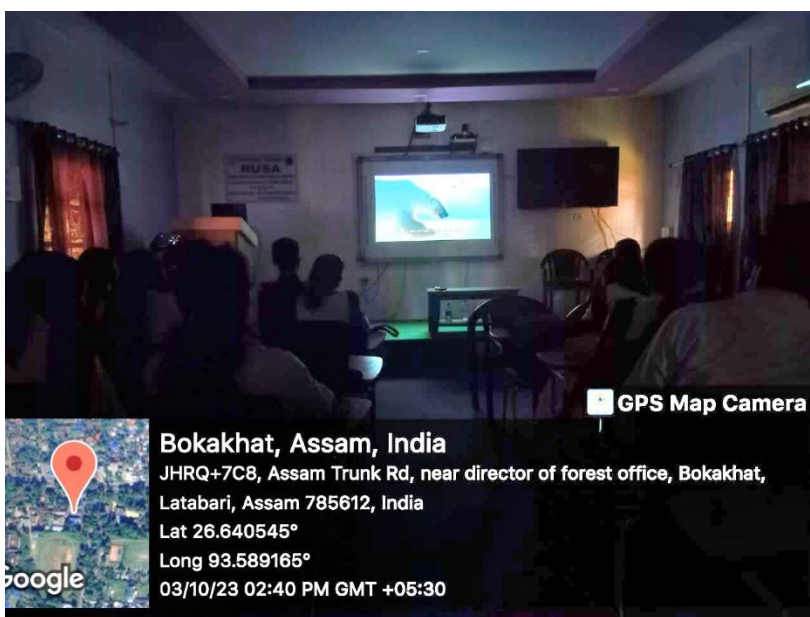 RUSA
GPS Map Camera
Bokakhat, Assam, India
JHRQ+7C8, Assam Trunk Rd, near director of forest office, Bokakhat,
Latabari, Assam 785612, India
Lat 26.640545°
Long 93.589165°
03/10/23 02:40 PM GMT +05:30
Google